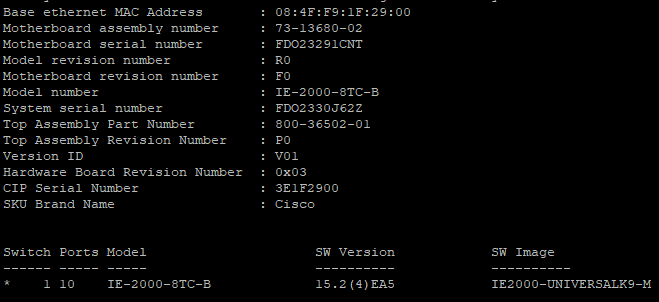 Base ethernet MAC Address       : 08:4F:F9:1F:29:00
Motherboard assembly number     : 73-13680-02
Motherboard serial number       : FDO23291CNT
Model revision number           : R0
Motherboard revision number     : F0
Model number                    : IE-2000-8TC-B
System serial number            : FDO2330J62Z
Top Assembly Part Number        : 800-36502-01
Top Assembly Revision Number    : P0
Version ID                      : V01
Hardware Board Revision Number  : 0x03
CIP Serial Number               : 3E1F2900
SKU Brand Name                  : Cisco
Switch Ports Model                     SW Version            SW Image
------ ----- -----                     ----------            ----------
*    1 10    IE-2000-8TC-B             15.2(4)EA5            IE2000-UNIVERSALK9-M